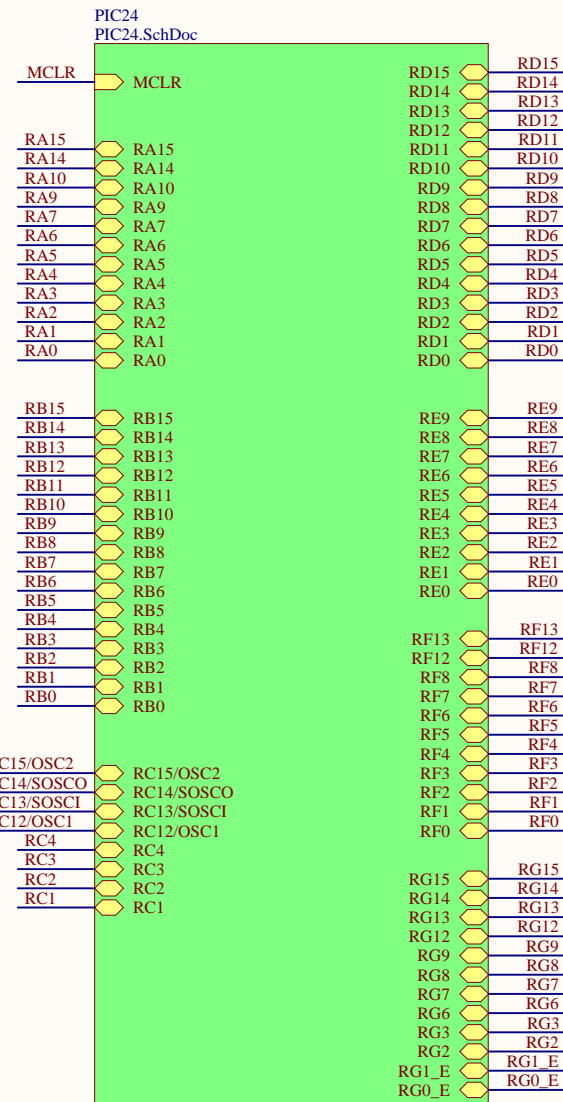 PIC24
PIC24.SchDoc
MCLR MCLR
RA15 RA15
RA14 RA14
RA10 RA10
RA9 RA9
RA7 RA7
RA6 RA6
RA5 RA5
RA4 RA4
RA3 RA3
RA2 RA2
RA1 RA1
RA0 RA0
RB15 RB15
RB14 RB14
RB13 RB13
RB12 RB12
RB11 RB11
RB10 RB10
RB9 RB9
RB8 RB8
RB7 RB7
RB6 RB6
RB5 RB5
RB4 RB4
RB3 RB3
RB2 RB2
RB1 RB1
RB0 RB0
C15/OSC2 RC15/OSC2
C14/SOSCO RC14/SOSCO
C13/SOSCI RC13/SOSCI
C12/OSC1 RC12/OSC1
RC4 RC4
RC3 RC3
RC2 RC2
RC1 RC1
RD15 RD15
RD14 RD14
RD13 RD13
RD12 RD12
RD11 RD11
RD10 RD10
RD9 RD9
RD8 RD8
RD7 RD7
RD6 RD6
RD5 RD5
RD4 RD4
RD3 RD3
RD2 RD2
RD1 RD1
RD0 RD0
RE9 RE9
RE8 RE8
RE7 RE7
RE6 RE6
RE5 RE5
RE4 RE4
RE3 RE3
RE2 RE2
RE1 RE1
RE0 RE0
RF13 RF13
RF12 RF12
RF8 RF8
RF7 RF7
RF6 RF6
RF5 RF5
RF4 RF4
RF3 RF3
RF2 RF2
RF1 RF1
RF0 RF0
RG15 RG15
RG14 RG14
RG13 RG13
RG12 RG12
RG9 RG9
RG8 RG8
RG7 RG7
RG6 RG6
RG3 RG3
RG2 RG2
RG1_E RG1_E
RG0_E RG0_E